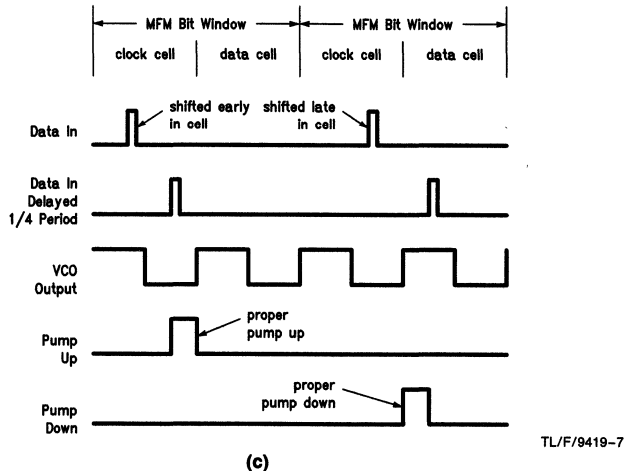 MFM Bit Window MFM Bit Window
clock cell data cell clock cell data cell
shifted early shifted late
in cell in cell
Data In
Data In
Delayed
1/4 Period
VCO
Output
proper
pump up
Pump
Up
proper
pump down
Pump
Down
TL/F/9419-7
(c)